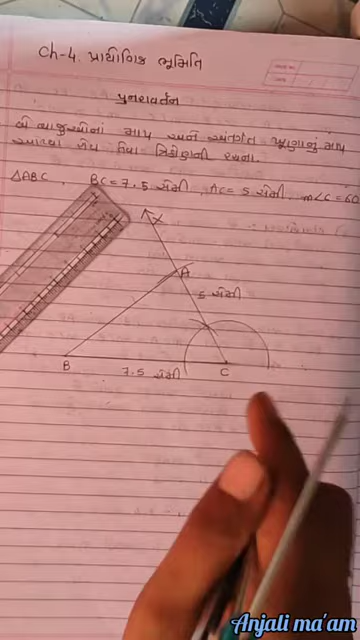 Ch-4. પ્રાયોગિક ભૂમિતિ
પુનરાવર્તન
બે બાજુઓનાં માપ અને અંતર્ગત ખૂણાનું માપ
આપ્યા હોય તેવા ત્રિકોણની રચના.
△ABC, BC = 7.5 સેમી, AC = 5 સેમી, m∠C = 60
A
5 સેમી
B
7.5 સેમી
C
Anjali ma'am